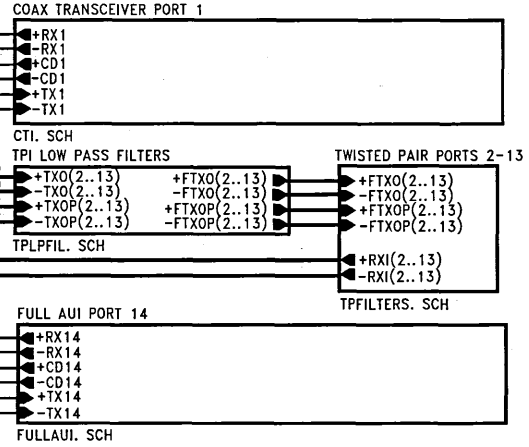 COAX TRANSCEIVER PORT 1
+RX1
-RX1
+CD1
-CD1
+TX1
-TX1
CTI. SCH
TPI LOW PASS FILTERS
+TXO(2..13)
-TXO(2..13)
+TXOP(2..13)
-TXOP(2..13)
+FTXO(2..13)
-FTXO(2..13)
+FTXOP(2..13)
-FTXOP(2..13)
TPLPFIL. SCH
TWISTED PAIR PORTS 2-13
+FTXO(2..13)
-FTXO(2..13)
+FTXOP(2..13)
-FTXOP(2..13)
+RXI(2..13)
-RXI(2..13)
TPFILTERS. SCH
FULL AUI PORT 14
+RX14
-RX14
+CD14
-CD14
+TX14
-TX14
FULLAUI. SCH